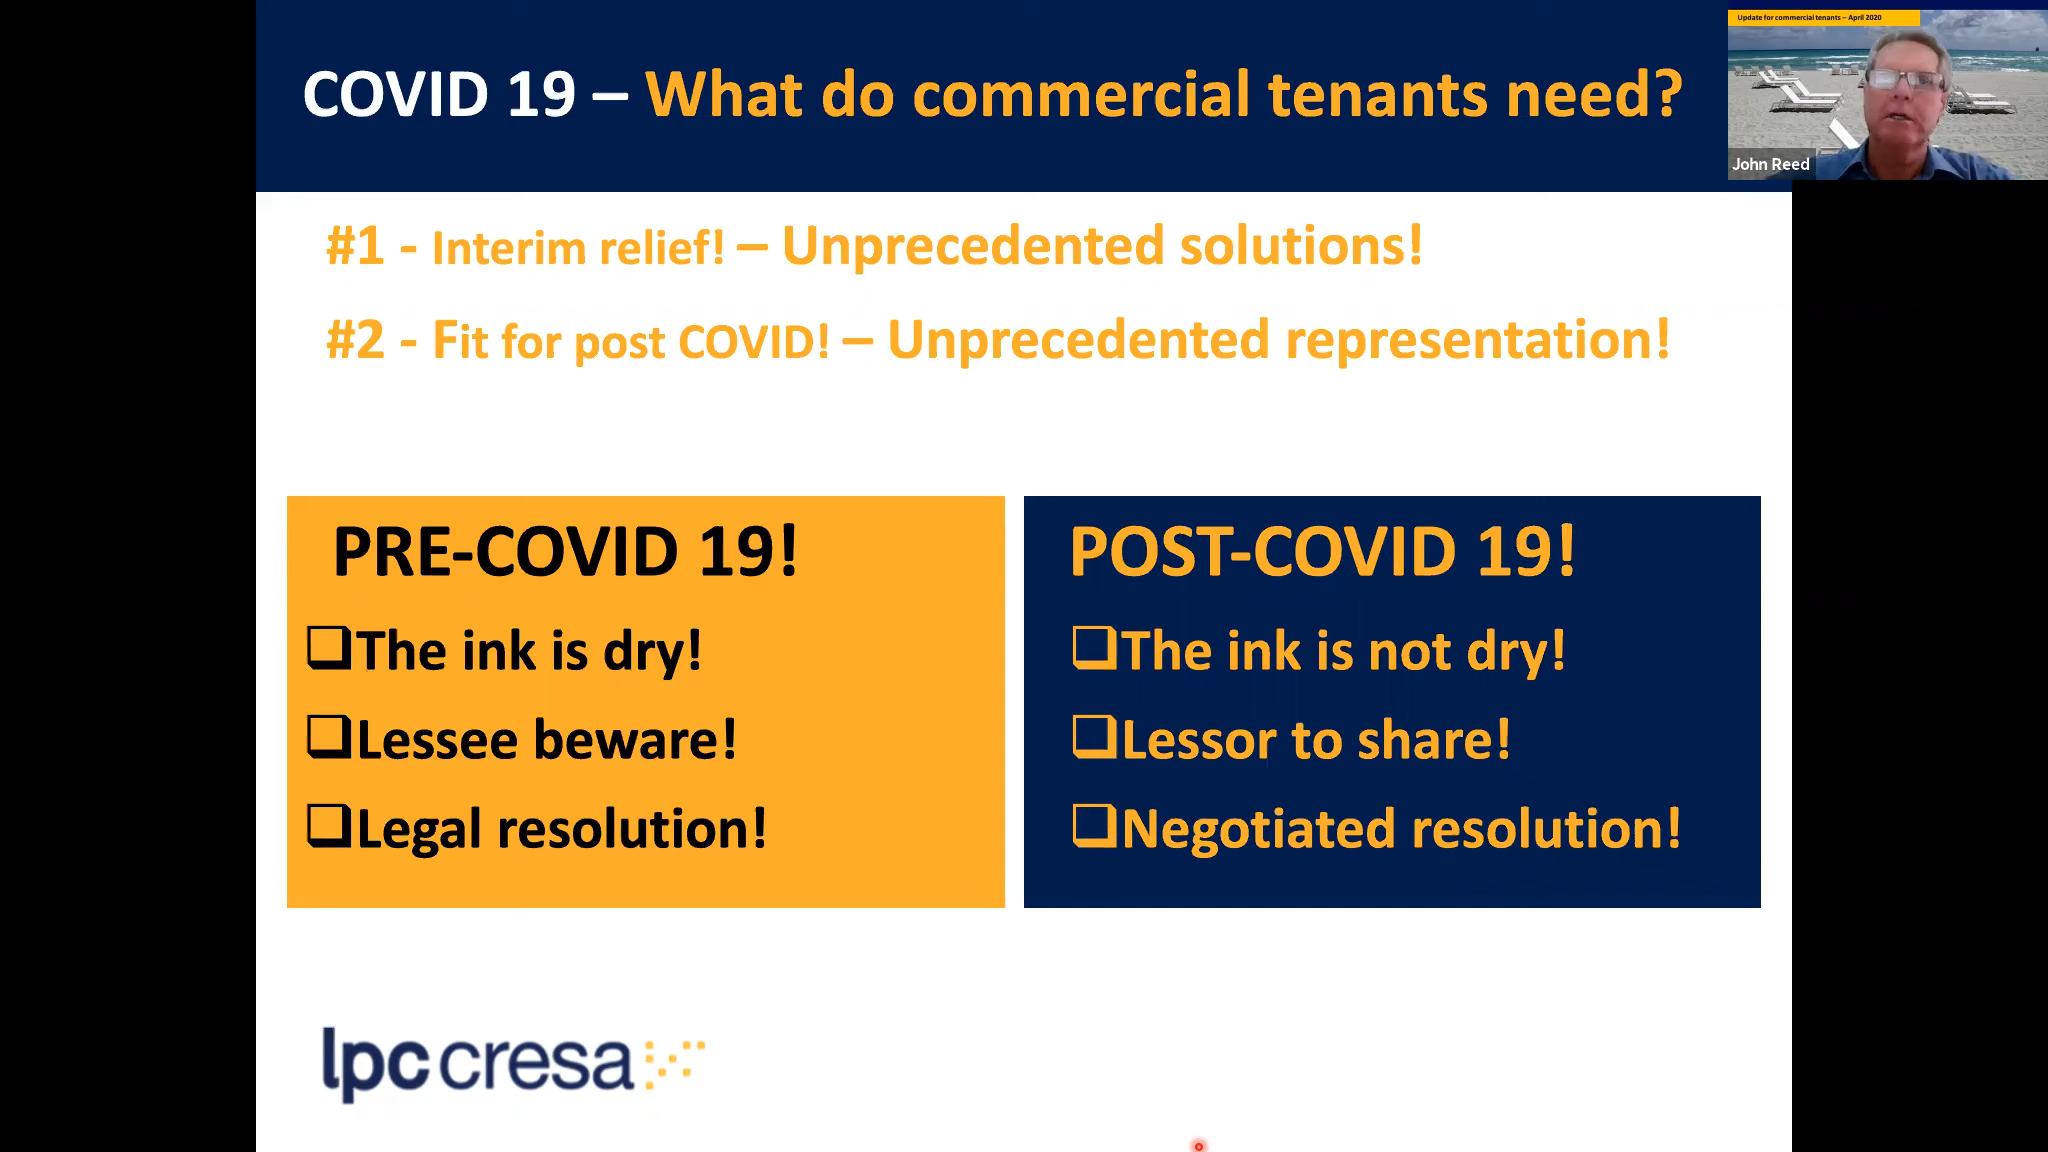 Update for commercial tenants – April 2020
COVID 19 – What do commercial tenants need?
John Reed
#1 - Interim relief! – Unprecedented solutions!
#2 - Fit for post COVID! – Unprecedented representation!
PRE-COVID 19!
The ink is dry!
Lessee beware!
Legal resolution!
POST-COVID 19!
The ink is not dry!
Lessor to share!
Negotiated resolution!
lpc cresa